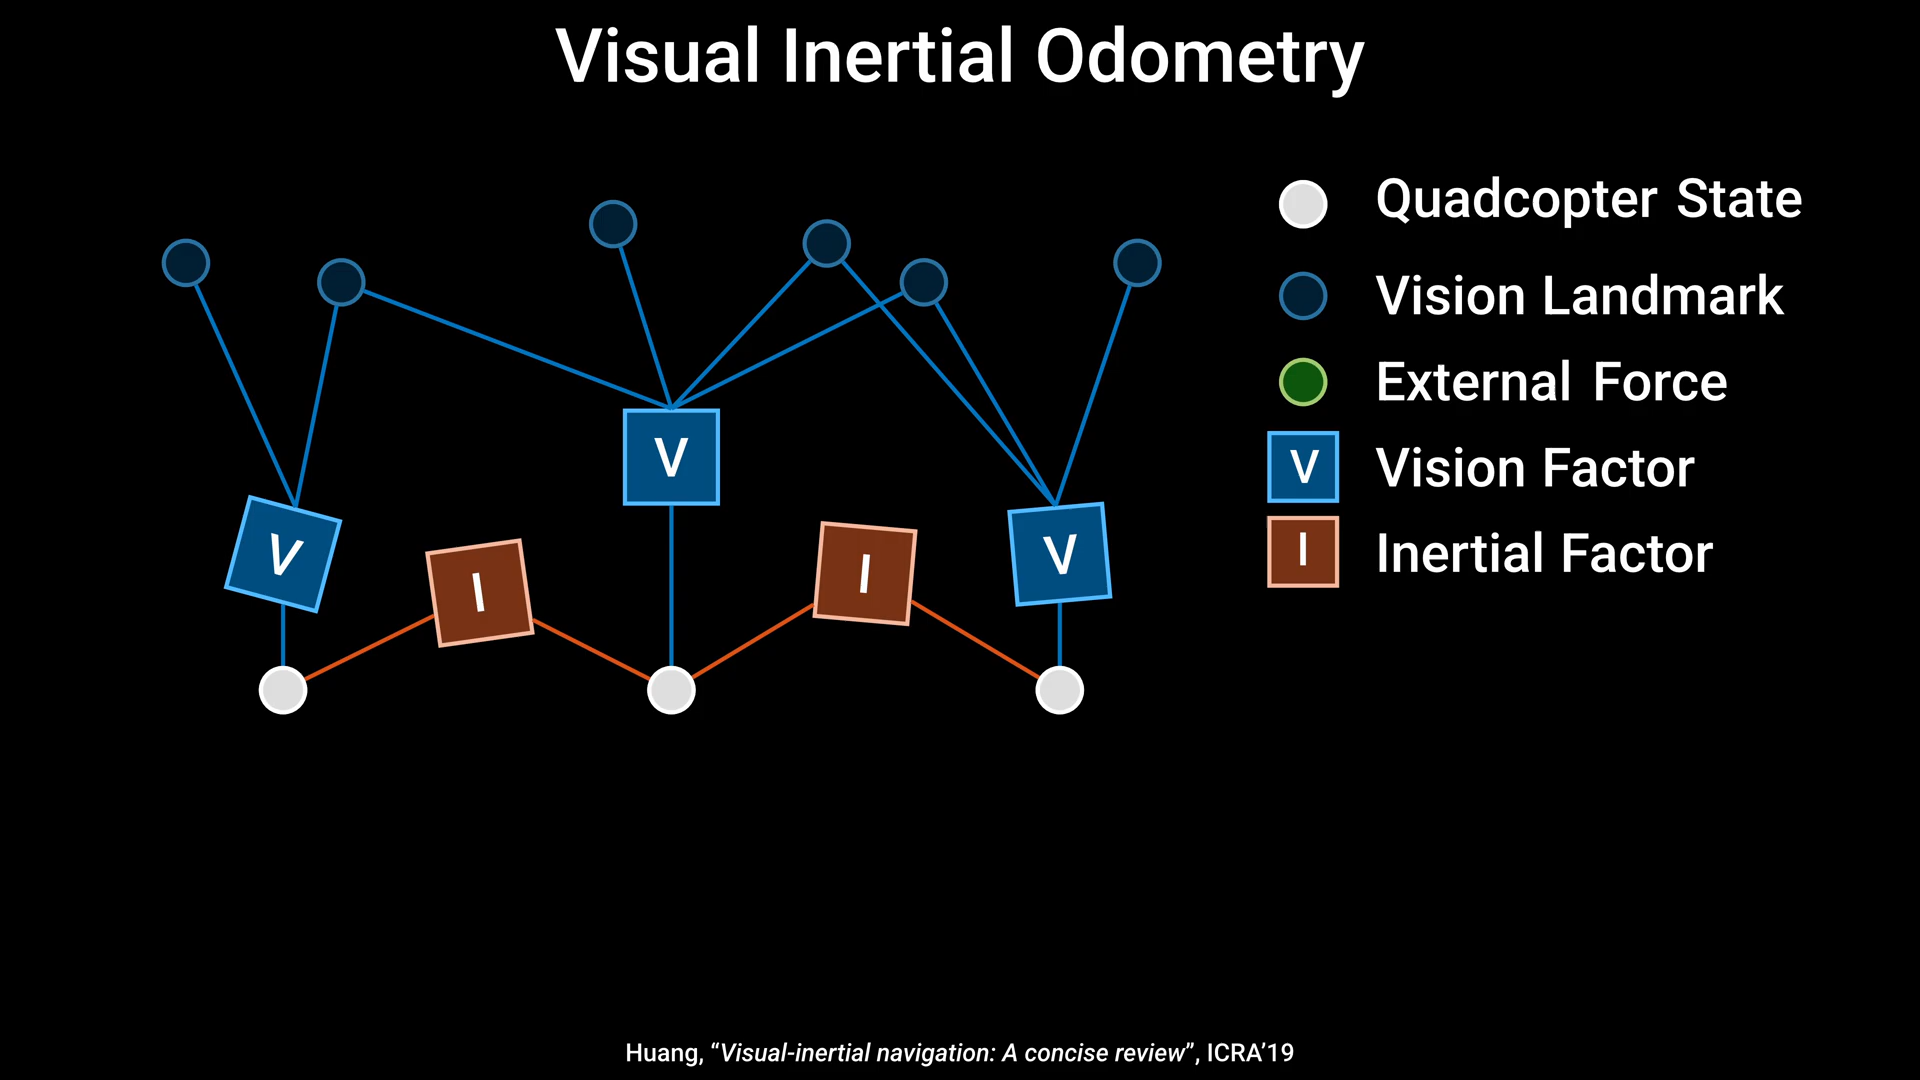 Visual Inertial Odometry
Quadcopter State
Vision Landmark
External Force
V Vision Factor
I Inertial Factor
V
V
V
I
I
Huang, “Visual-inertial navigation: A concise review”, ICRA’19